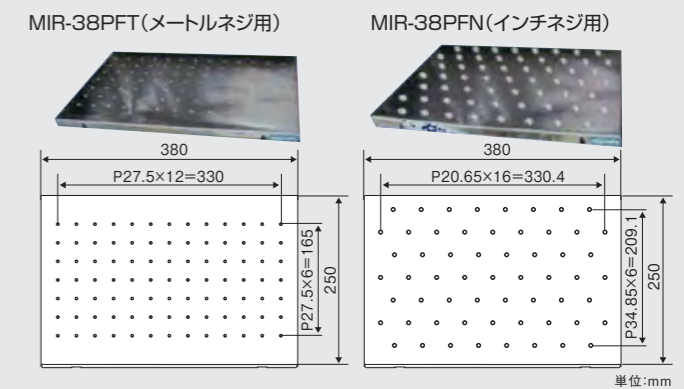 MIR-38PFT（メートルネジ用）
MIR-38PFN（インチネジ用）
380
P27.5×12=330
P27.5×6=165
250
380
P20.65×16=330.4
P34.85×6=209.1
250
単位:mm